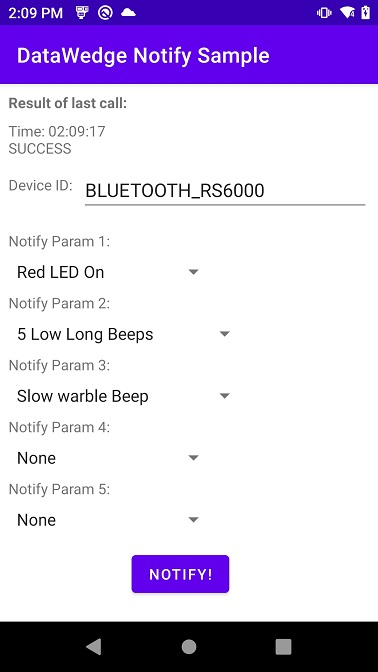 2:09 PM
DataWedge Notify Sample
Result of last call:
Time: 02:09:17
SUCCESS
Device ID: BLUETOOTH_RS6000
Notify Param 1:
Red LED On
Notify Param 2:
5 Low Long Beeps
Notify Param 3:
Slow warble Beep
Notify Param 4:
None
Notify Param 5:
None
NOTIFY!